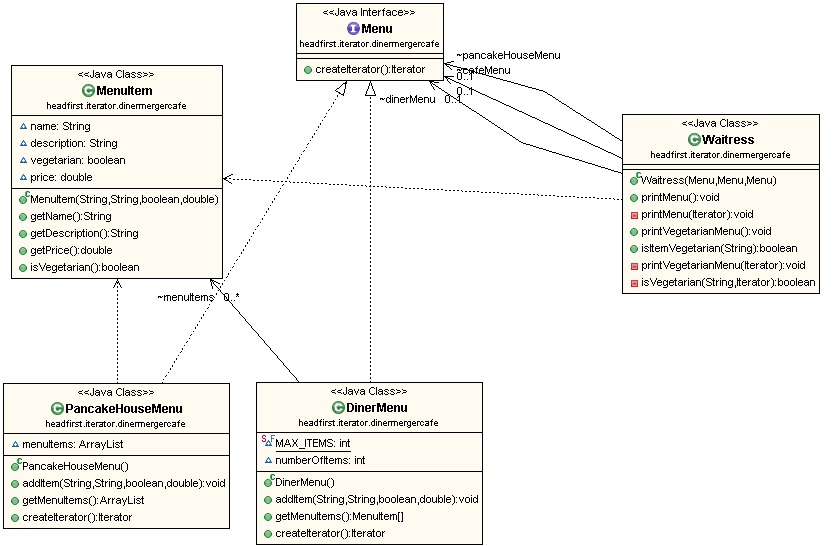 <<Java Interface>>
Menu
headfirst.iterator.dinermergercafe
createIterator():Iterator
~pancakeHouseMenu
~cafeMenu
0..1
0..1
~dinerMenu 0..1
<<Java Class>>
MenuItem
headfirst.iterator.dinermergercafe
name: String
description: String
vegetarian: boolean
price: double
MenuItem(String,String,boolean,double)
getName():String
getDescription():String
getPrice():double
isVegetarian():boolean
<<Java Class>>
Waitress
headfirst.iterator.dinermergercafe
Waitress(Menu,Menu,Menu)
printMenu():void
printMenu(Iterator):void
printVegetarianMenu():void
isItemVegetarian(String):boolean
printVegetarianMenu(Iterator):void
isVegetarian(String,Iterator):boolean
~menuItems 0..*
<<Java Class>>
PancakeHouseMenu
headfirst.iterator.dinermergercafe
menuItems: ArrayList
PancakeHouseMenu()
addItem(String,String,boolean,double):void
getMenuItems():ArrayList
createIterator():Iterator
<<Java Class>>
DinerMenu
headfirst.iterator.dinermergercafe
MAX_ITEMS: int
numberOfItems: int
DinerMenu()
addItem(String,String,boolean,double):void
getMenuItems():MenuItem[]
createIterator():Iterator